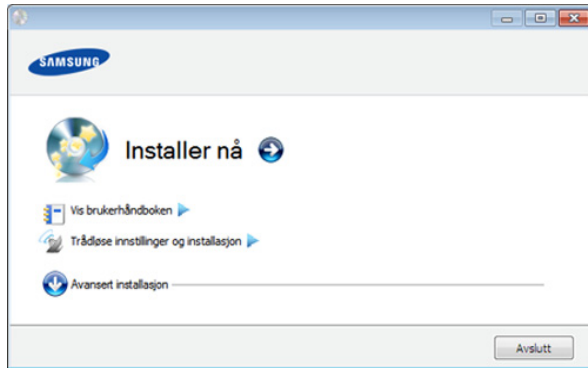 SAMSUNG
Installer nå
Vis brukerhåndboken
Trådløse innstillinger og installasjon
Avansert installasjon
Avslutt